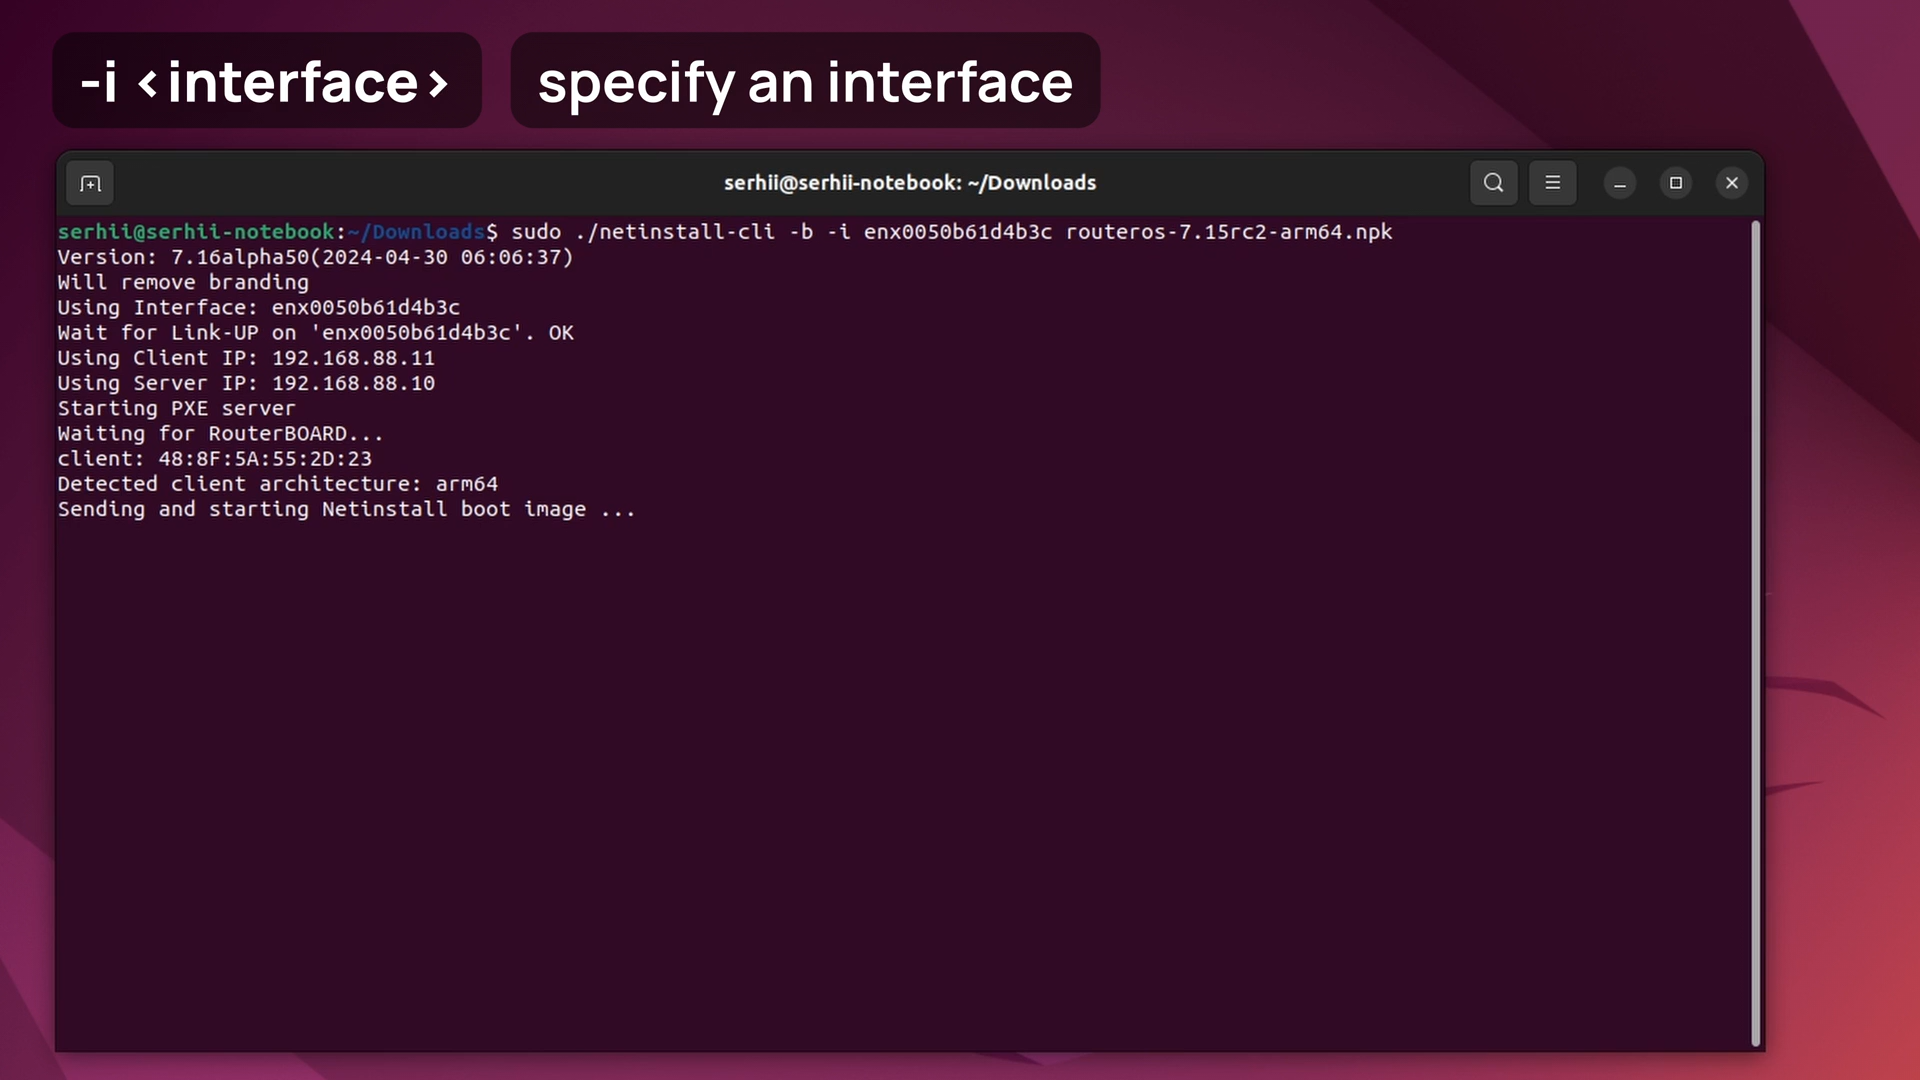 -i <interface>
specify an interface
serhii@serhii-notebook: ~/Downloads
serhii@serhii-notebook:~/Downloads$ sudo ./netinstall-cli -b -i enx0050b61d4b3c routeros-7.15rc2-arm64.npk
Version: 7.16alpha50(2024-04-30 06:06:37)
Will remove branding
Using Interface: enx0050b61d4b3c
Wait for Link-UP on 'enx0050b61d4b3c'. OK
Using Client IP: 192.168.88.11
Using Server IP: 192.168.88.10
Starting PXE server
Waiting for RouterBOARD...
client: 48:8F:5A:55:2D:23
Detected client architecture: arm64
Sending and starting Netinstall boot image ...